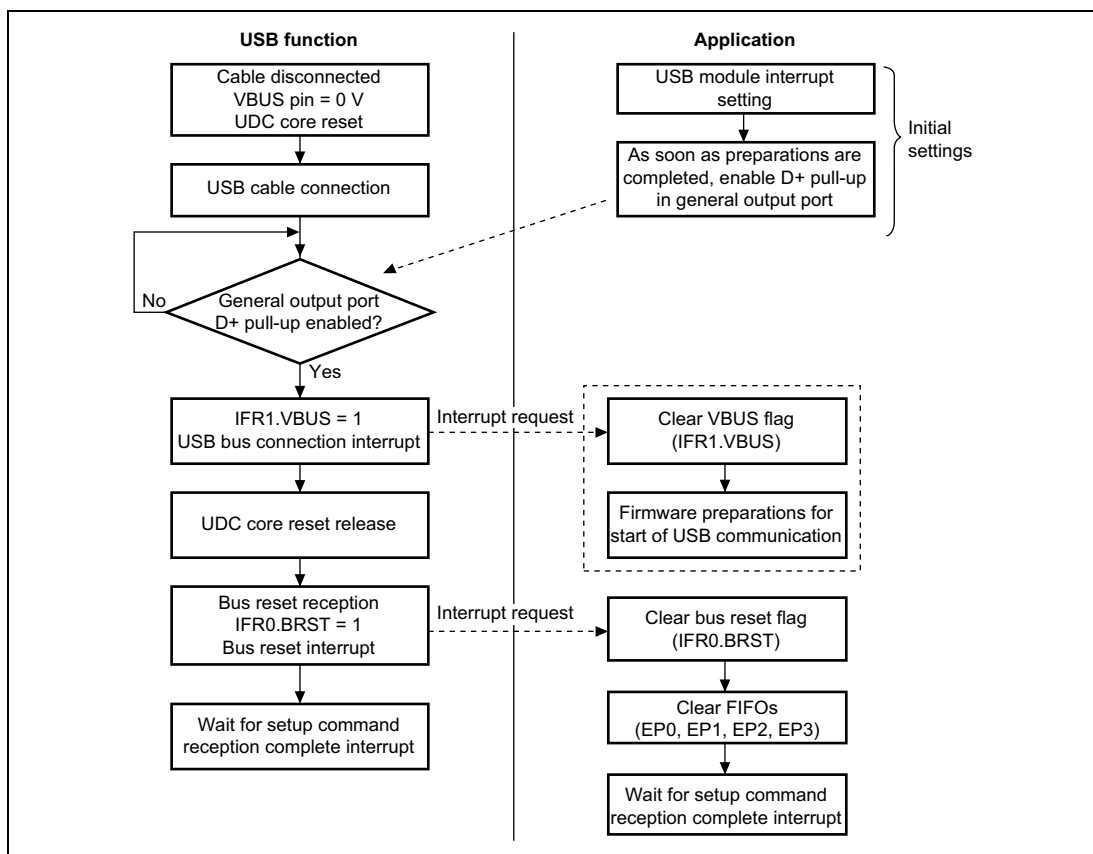 USB function
Cable disconnected
VBUS pin = 0 V
UDC core reset
USB cable connection
General output port
D+ pull-up enabled?
No
Yes
IFR1.VBUS = 1
USB bus connection interrupt
UDC core reset release
Bus reset reception
IFR0.BRST = 1
Bus reset interrupt
Wait for setup command
reception complete interrupt
Interrupt request
Interrupt request
Application
USB module interrupt
setting
As soon as preparations are
completed, enable D+ pull-up
in general output port
Initial
settings
Clear VBUS flag
(IFR1.VBUS)
Firmware preparations for
start of USB communication
Clear bus reset flag
(IFR0.BRST)
Clear FIFOs
(EP0, EP1, EP2, EP3)
Wait for setup command
reception complete interrupt